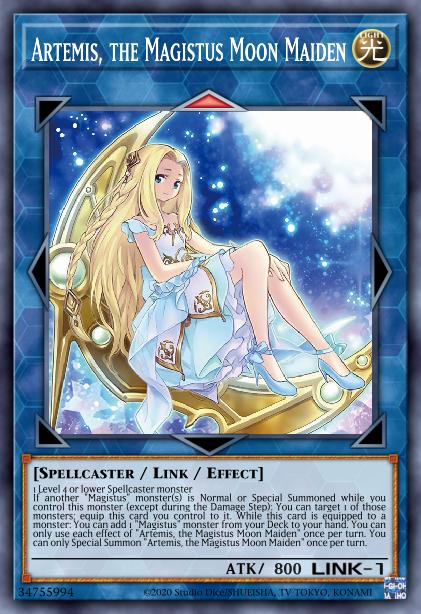 ARTEMIS, THE MAGISTUS MOON MAIDEN
LIGHT
光
[SPELLCASTER / LINK / EFFECT]
1 Level 4 or lower Spellcaster monster
If another "Magistus" monster(s) is Normal or Special Summoned while you
control this monster (except during the Damage Step): You can target 1 of those
monsters; equip this card you control to it. While this card is equipped to a
monster: You can add 1 "Magistus" monster from your Deck to your hand. You can
only use each effect of "Artemis, the Magistus Moon Maiden" once per turn. You
can only Special Summon "Artemis, the Magistus Moon Maiden" once per turn.
ATK/ 800 LINK-1
34755994 ©2020 Studio Dice/SHUEISHA, TV TOKYO, KONAMI